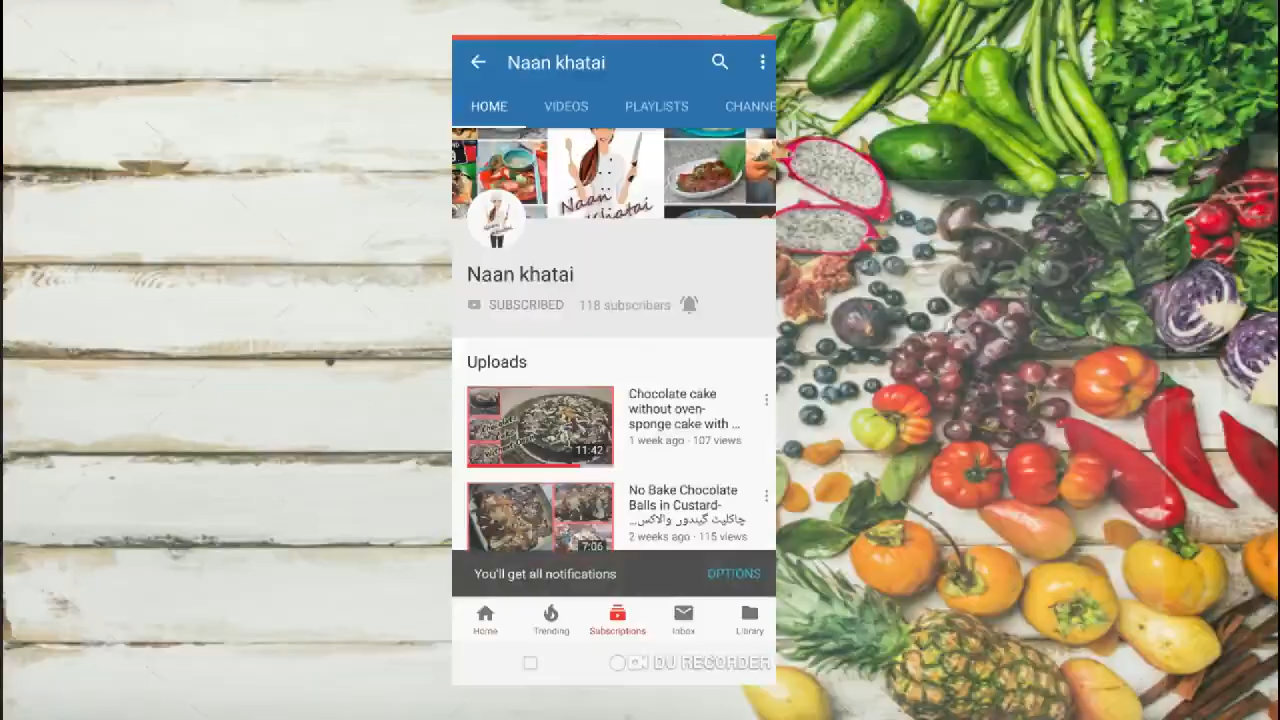 Naan khatai
HOME VIDEOS PLAYLISTS CHANNE
Naan
Naan khatai
SUBSCRIBED 118 subscribers
Uploads
Chocolate cake
without oven-
sponge cake with ...
1 week ago · 107 views
11:42
No Bake Chocolate
Balls in Custard-
چاکلیٹ گیندور والاکس...
2 weeks ago · 115 views
7:06
You'll get all notifications OPTIONS
Home Trending Subscriptions Inbox Library
DU RECORDER